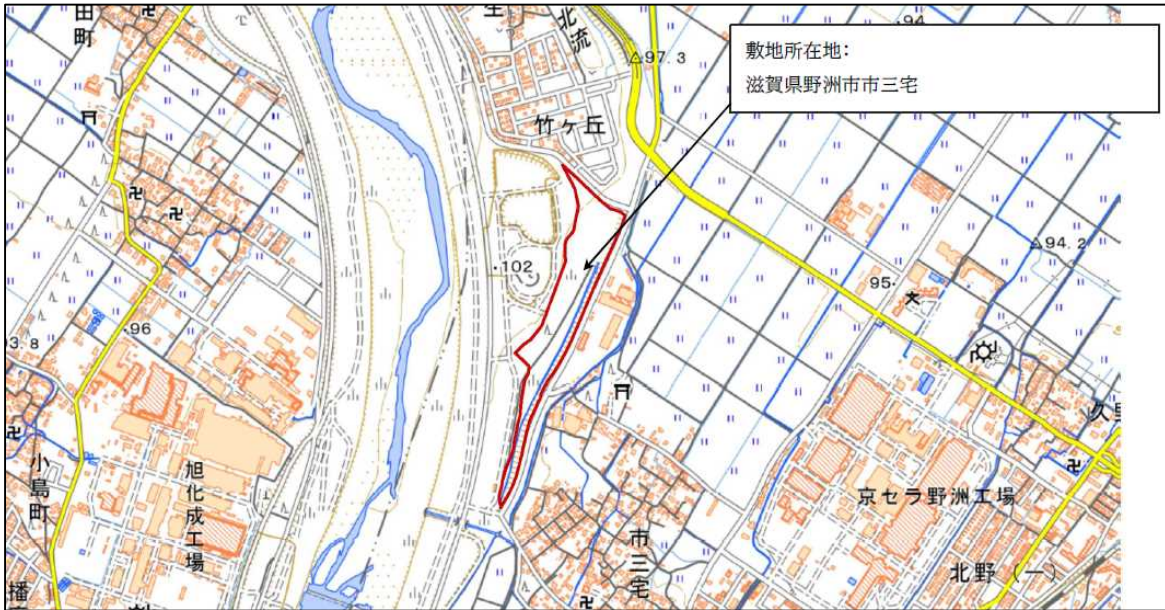 敷地所在地：
滋賀県野洲市市三宅
田町
生
北流
94
97.3
竹ヶ丘
94.2
102
95
96
3.8
小島町
旭化成工場
京セラ野洲工場
久
市三宅
北野(一)
播